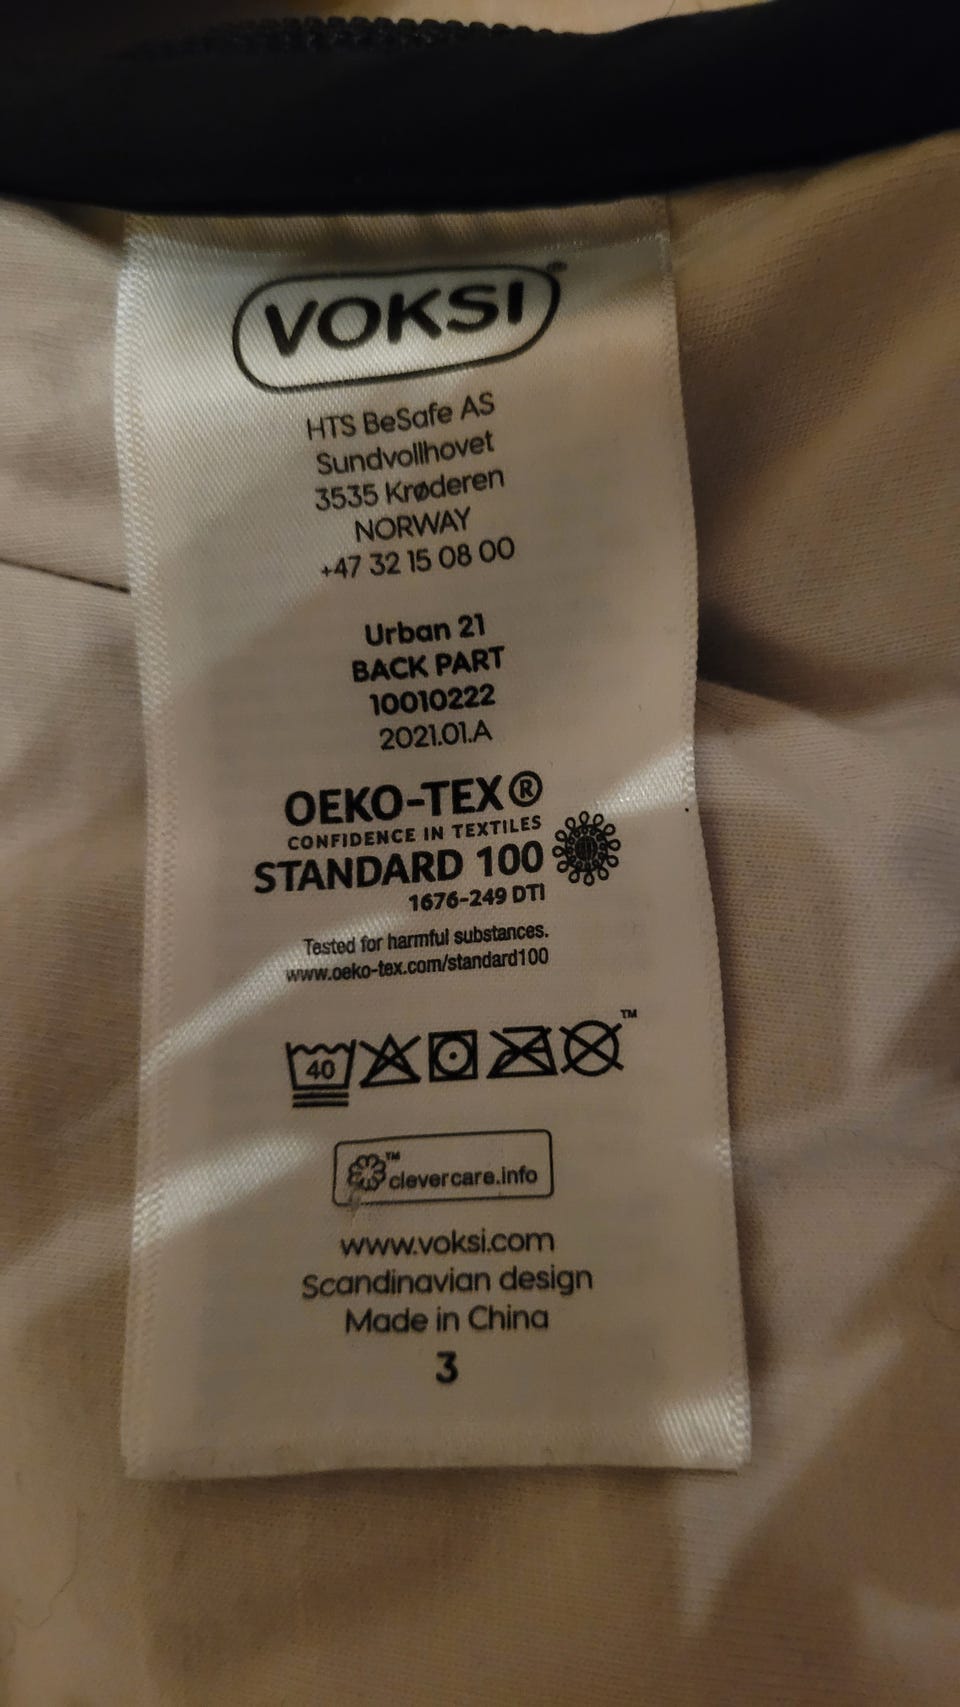 VOKSI®
HTS BeSafe AS
Sundvollhovet
3535 Krøderen
NORWAY
+47 32 15 08 00
Urban 21
BACK PART
10010222
2021.01.A
OEKO-TEX®
CONFIDENCE IN TEXTILES
STANDARD 100
1676-249 DTI
Tested for harmful substances.
www.oeko-tex.com/standard100
40 ™
™ clevercare.info
www.voksi.com
Scandinavian design
Made in China
3